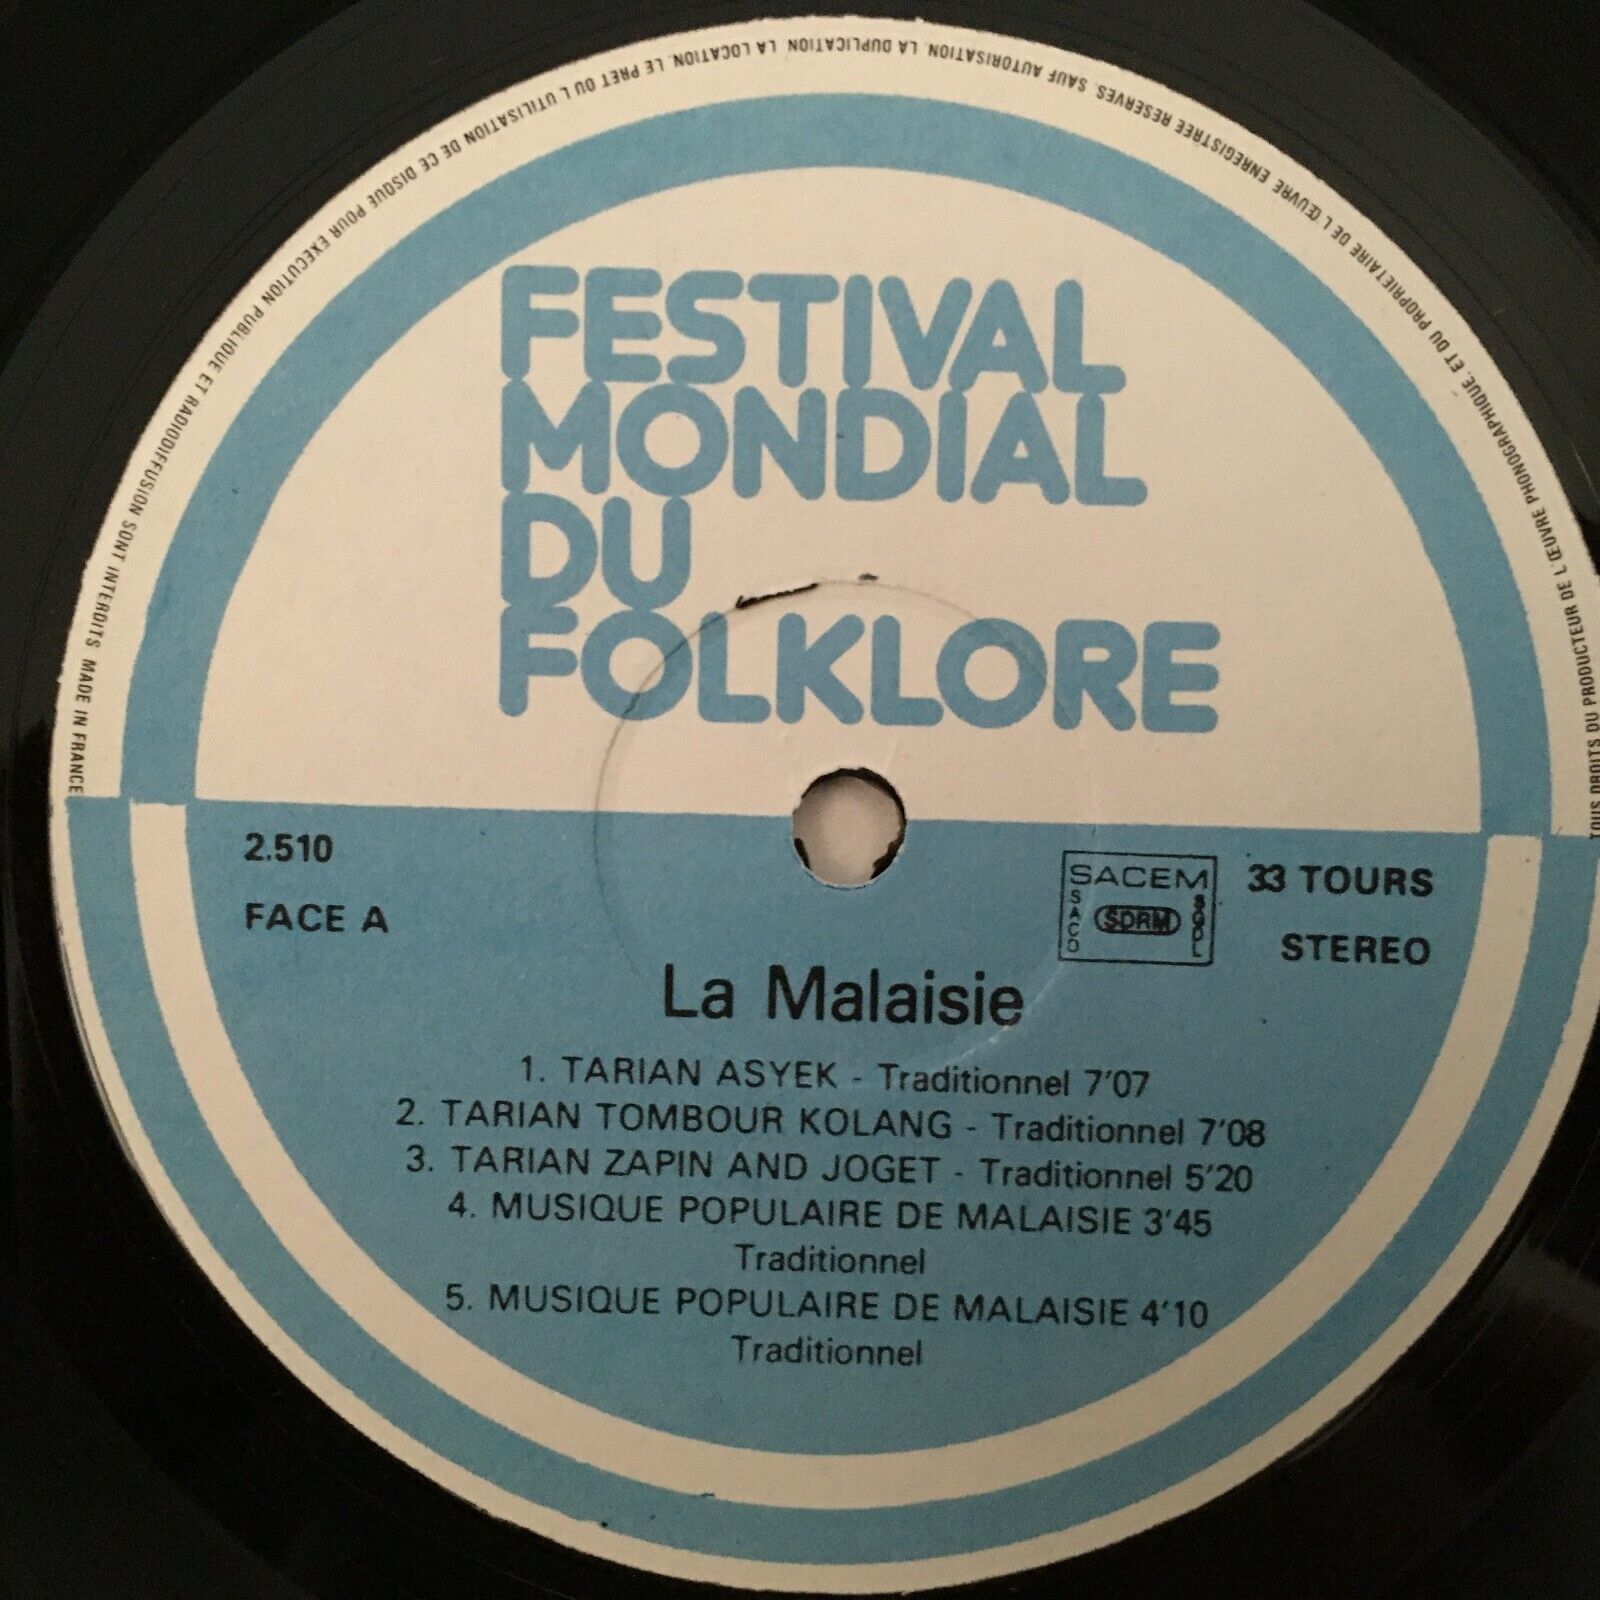 TOUS DROITS DU PRODUCTEUR DE L'ŒUVRE PHONOGRAPHIQUE, ET DU PROPRIETAIRE DE L'ŒUVRE ENREGISTREE RESERVES. SAUF AUTORISATION. LA DUPLICATION. LA LOCATION. LE PRET OU L'UTILISATION DE CE DISQUE POUR EXECUTION PUBLIQUE ET RADIODIFFUSION SONT INTERDITS. MADE IN FRANCE
FESTIVAL
MONDIAL
DU
FOLKLORE
2.510
FACE A
SACEM
SACD
SDRM
SGDL
33 TOURS
STEREO
La Malaisie
1. TARIAN ASYEK - Traditionnel 7'07
2. TARIAN TOMBOUR KOLANG - Traditionnel 7'08
3. TARIAN ZAPIN AND JOGET - Traditionnel 5'20
4. MUSIQUE POPULAIRE DE MALAISIE 3'45
Traditionnel
5. MUSIQUE POPULAIRE DE MALAISIE 4'10
Traditionnel